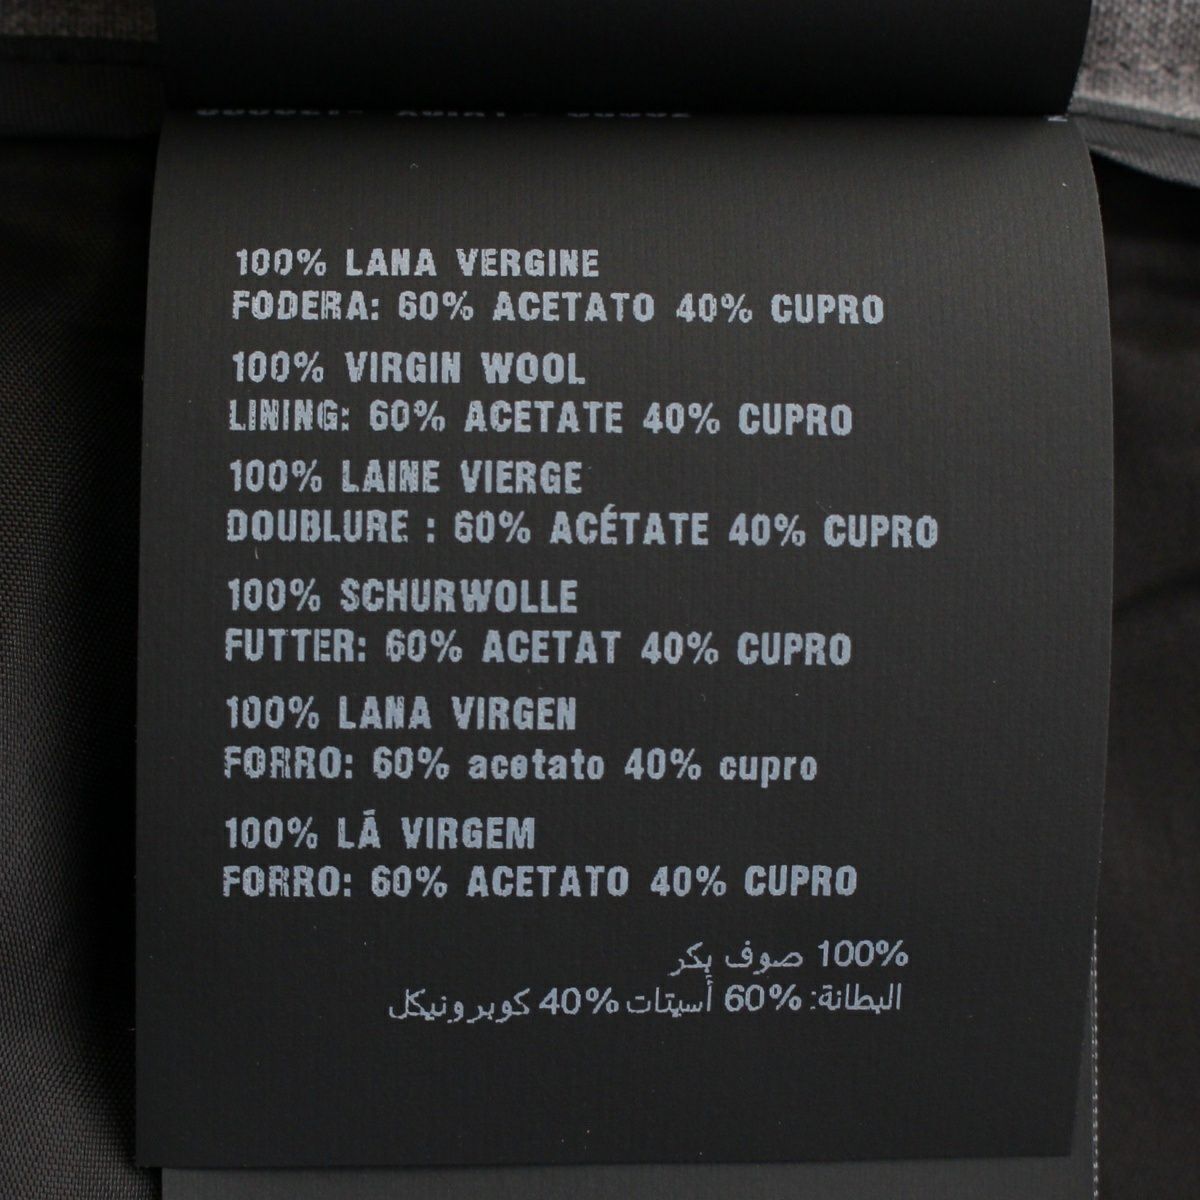 100% LANA VERGINE
FODERA: 60% ACETATO 40% CUPRO
100% VIRGIN WOOL
LINING: 60% ACETATE 40% CUPRO
100% LAINE VIERGE
DOUBLURE : 60% ACÉTATE 40% CUPRO
100% SCHURWOLLE
FUTTER: 60% ACETAT 40% CUPRO
100% LANA VIRGEN
FORRO: 60% acetato 40% cupro
100% LÃ VIRGEM
FORRO: 60% ACETATO 40% CUPRO
100% صوف بكر
البطانة: 60% أسيتات 40% كوبرونيكل